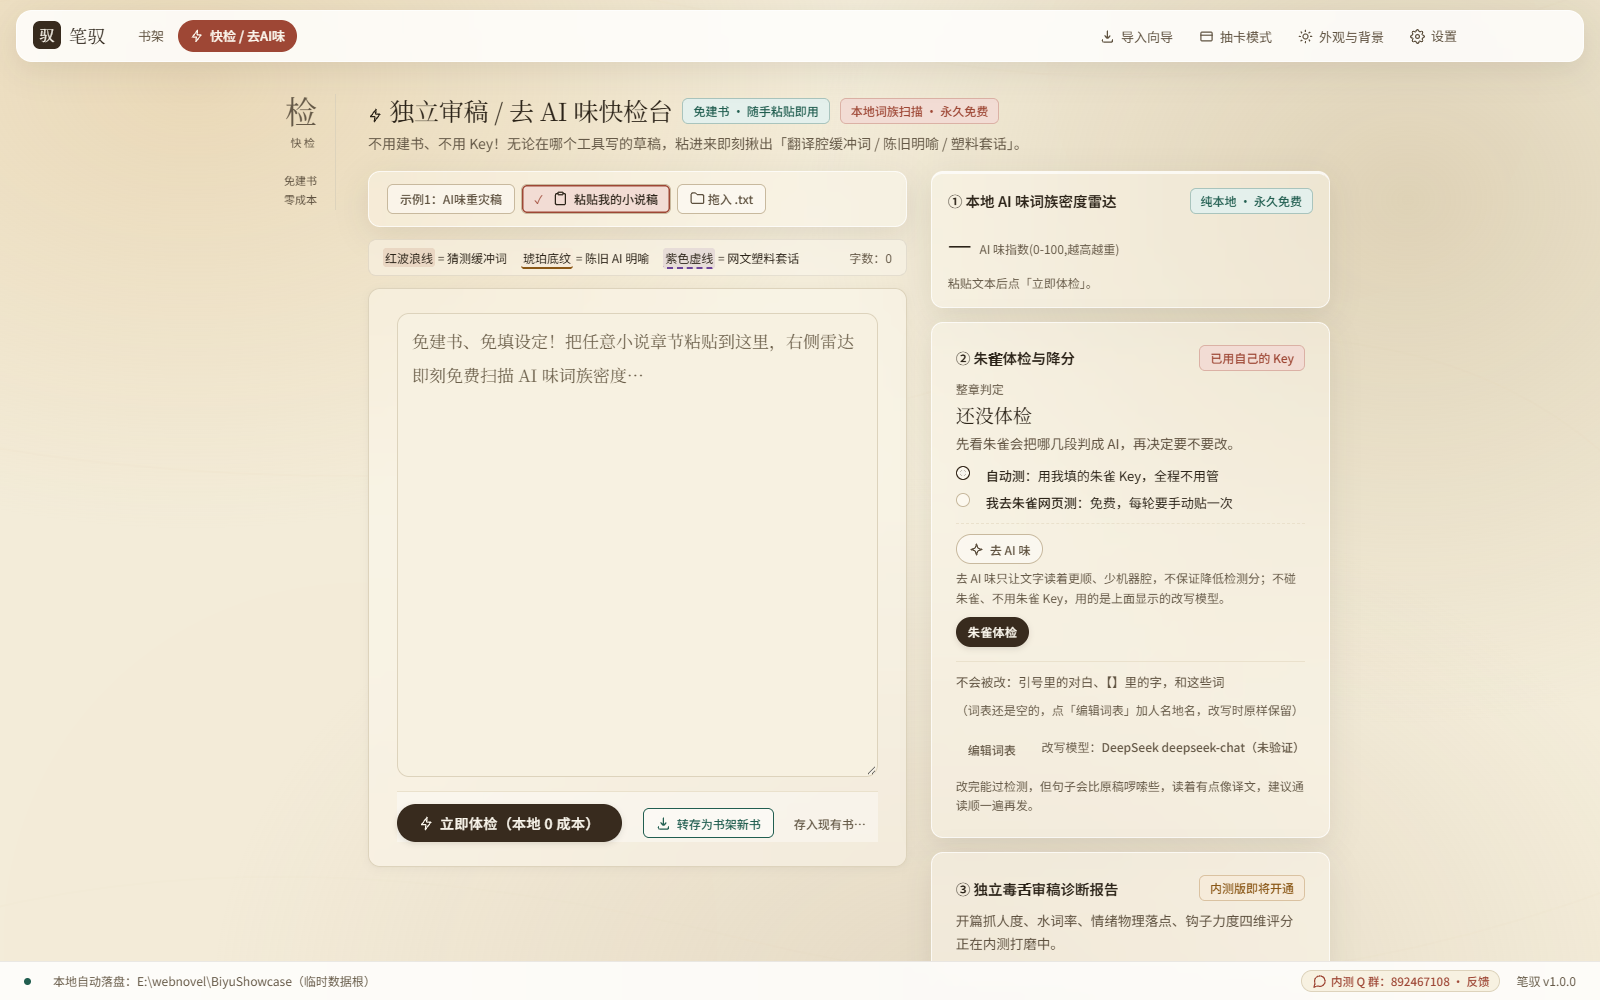 驭 笔驭 书架 快检 / 去AI味 导入向导 抽卡模式 外观与背景 设置
检
快检
免建书
零成本
独立审稿 / 去 AI 味快检台 免建书 · 随手粘贴即用 本地词族扫描 · 永久免费
不用建书、不用 Key！无论在哪个工具写的草稿，粘进来即刻揪出「翻译腔缓冲词 / 陈旧明喻 / 塑料套话」。
示例1：AI味重灾稿 ✓ 粘贴我的小说稿 拖入 .txt
红波浪线 = 猜测缓冲词 琥珀底纹 = 陈旧 AI 明喻 紫色虚线 = 网文塑料套话 字数：0
免建书、免填设定！把任意小说章节粘贴到这里，右侧雷达
即刻免费扫描 AI 味词族密度…
立即体检（本地 0 成本） 转存为书架新书 存入现有书…
① 本地 AI 味词族密度雷达 纯本地 · 永久免费
— AI 味指数(0-100,越高越重)
粘贴文本后点「立即体检」。
② 朱雀体检与降分 已用自己的 Key
整章判定
还没体检
先看朱雀会把哪几段判成 AI，再决定要不要改。
自动测：用我填的朱雀 Key，全程不用管
我去朱雀网页测：免费，每轮要手动贴一次
去 AI 味
去 AI 味只让文字读着更顺、少机器腔，不保证降低检测分；不碰
朱雀、不用朱雀 Key，用的是上面显示的改写模型。
朱雀体检
不会被改：引号里的对白、【】里的字，和这些词
（词表还是空的，点「编辑词表」加人名地名，改写时原样保留）
编辑词表 改写模型：DeepSeek deepseek-chat（未验证）
改完能过检测，但句子会比原稿啰嗦些，读着有点像译文，建议通
读顺一遍再发。
③ 独立毒舌审稿诊断报告 内测版即将开通
开篇抓人度、水词率、情绪物理落点、钩子力度四维评分
正在内测打磨中。
本地自动落盘：E:\webnovel\BiyuShowcase（临时数据根） 内测 Q 群：892467108 · 反馈 笔驭 v1.0.0